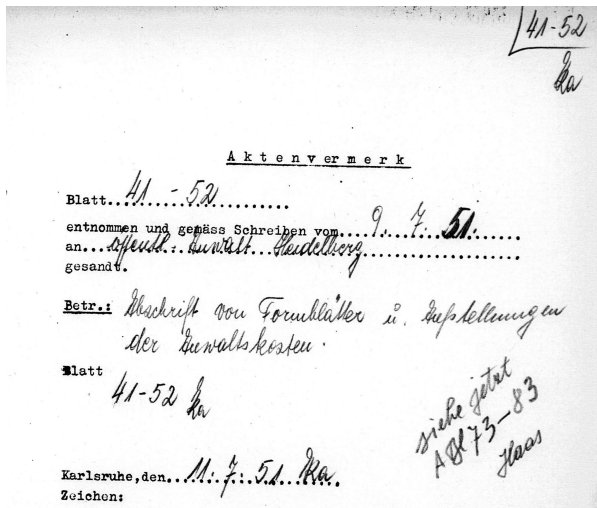 41-52
Ka
Aktenvermerk
Blatt..41 - 52..............
entnommen und gemäss Schreiben vom...9. 7. 51......
an...öffentl. Anwalt Heidelberg....................
gesandt.
Betr.: Abschrift von Formblätter u. Aufstellungen
der Anwaltskosten.
Blatt
41-52 Ka
siehe jetzt
73-83
Haas
Karlsruhe,den..11. 7. 51 Ka.
Zeichen: